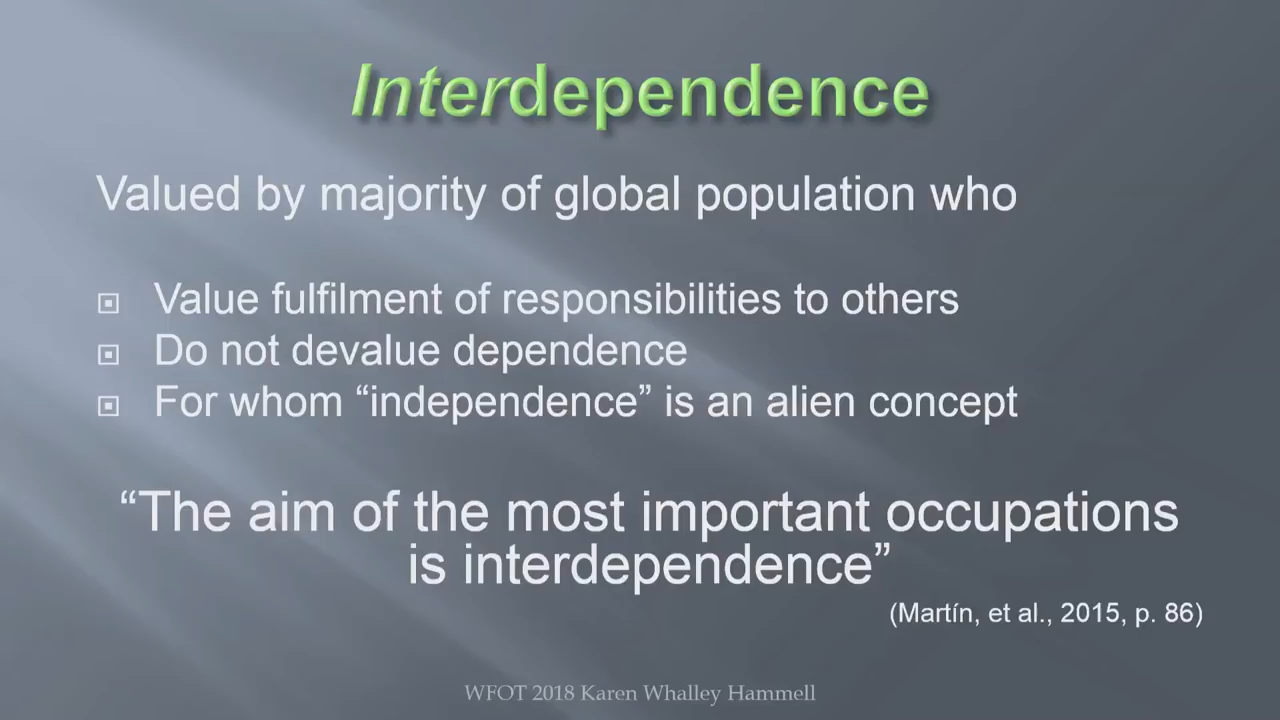 Interdependence
Valued by majority of global population who
Value fulfilment of responsibilities to others
Do not devalue dependence
For whom “independence” is an alien concept
“The aim of the most important occupations
is interdependence”
(Martín, et al., 2015, p. 86)
WFOT 2018 Karen Whalley Hammell